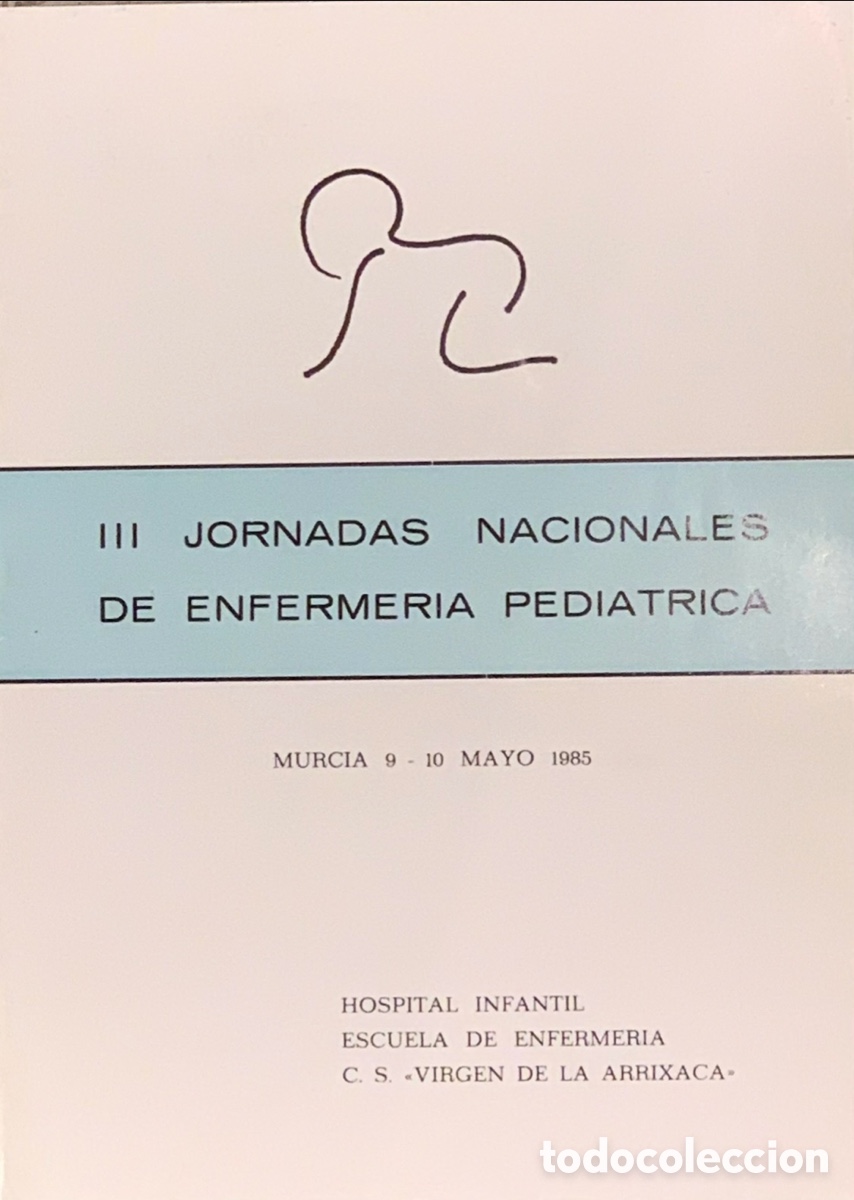 III JORNADAS NACIONALES
DE ENFERMERIA PEDIATRICA
MURCIA 9 - 10 MAYO 1985
HOSPITAL INFANTIL
ESCUELA DE ENFERMERIA
C. S. «VIRGEN DE LA ARRIXACA»
todocoleccion